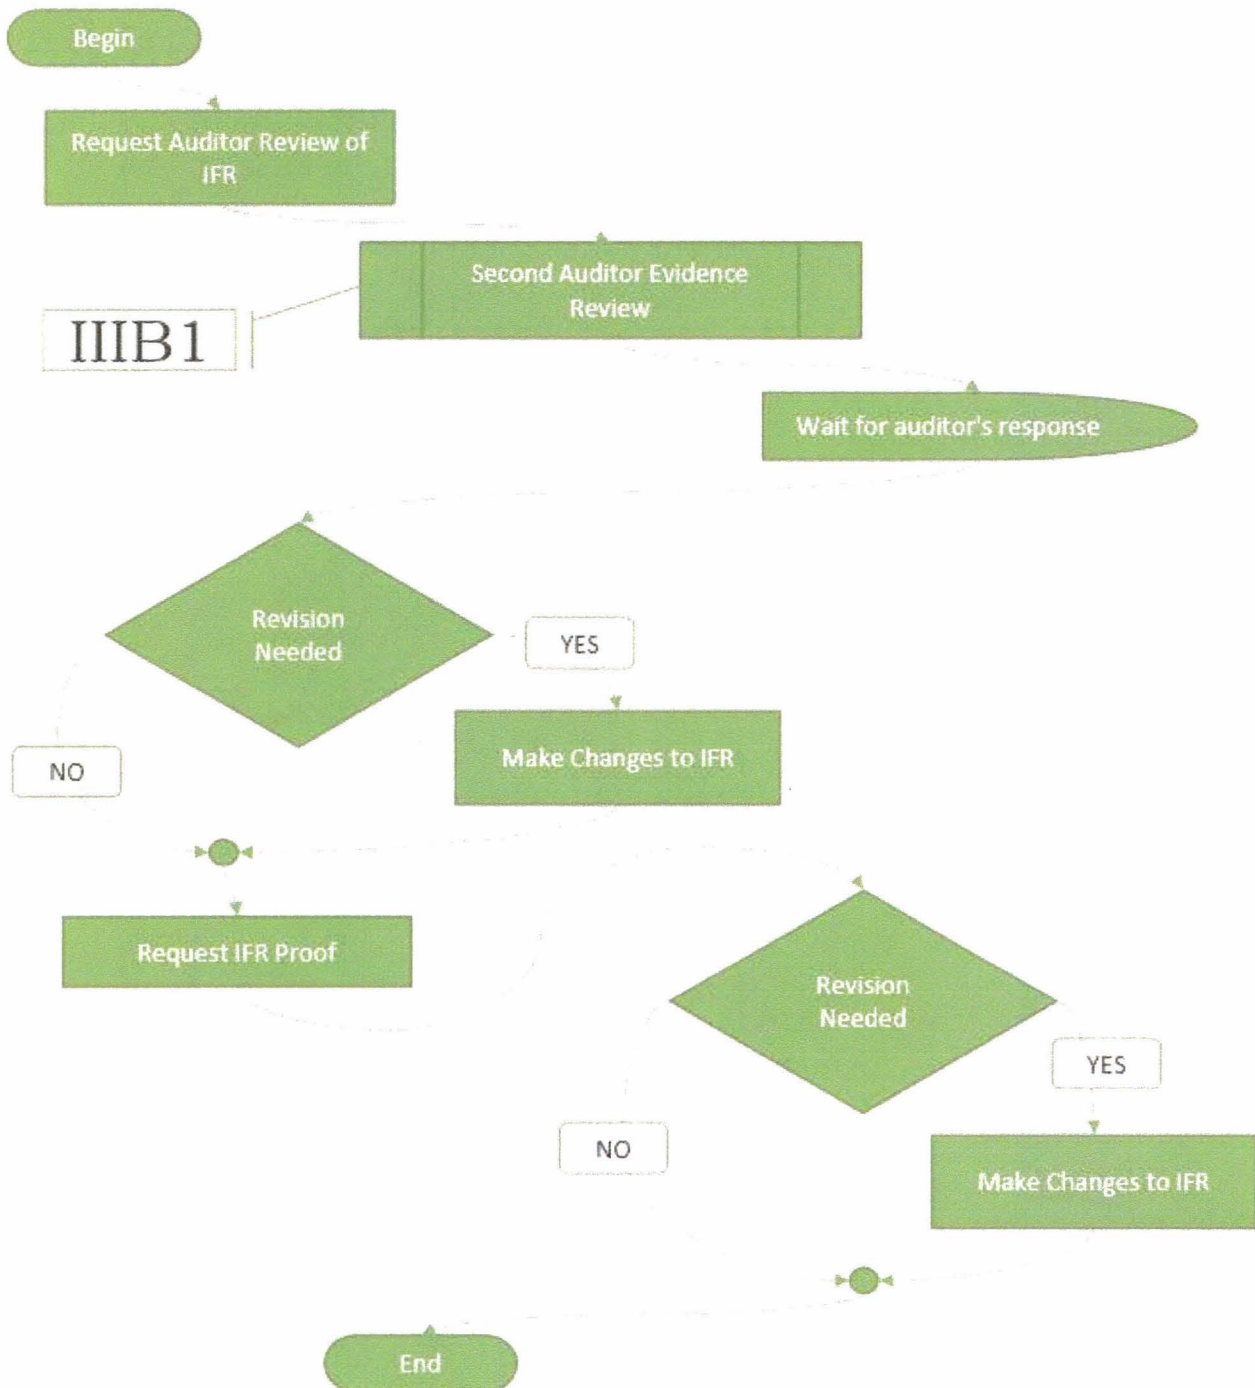 Begin
Request Auditor Review of
IFR
Second Auditor Evidence
Review
IIIB1
Wait for auditor's response
Revision
Needed
YES
NO
Make Changes to IFR
Request IFR Proof
Revision
Needed
YES
NO
Make Changes to IFR
End